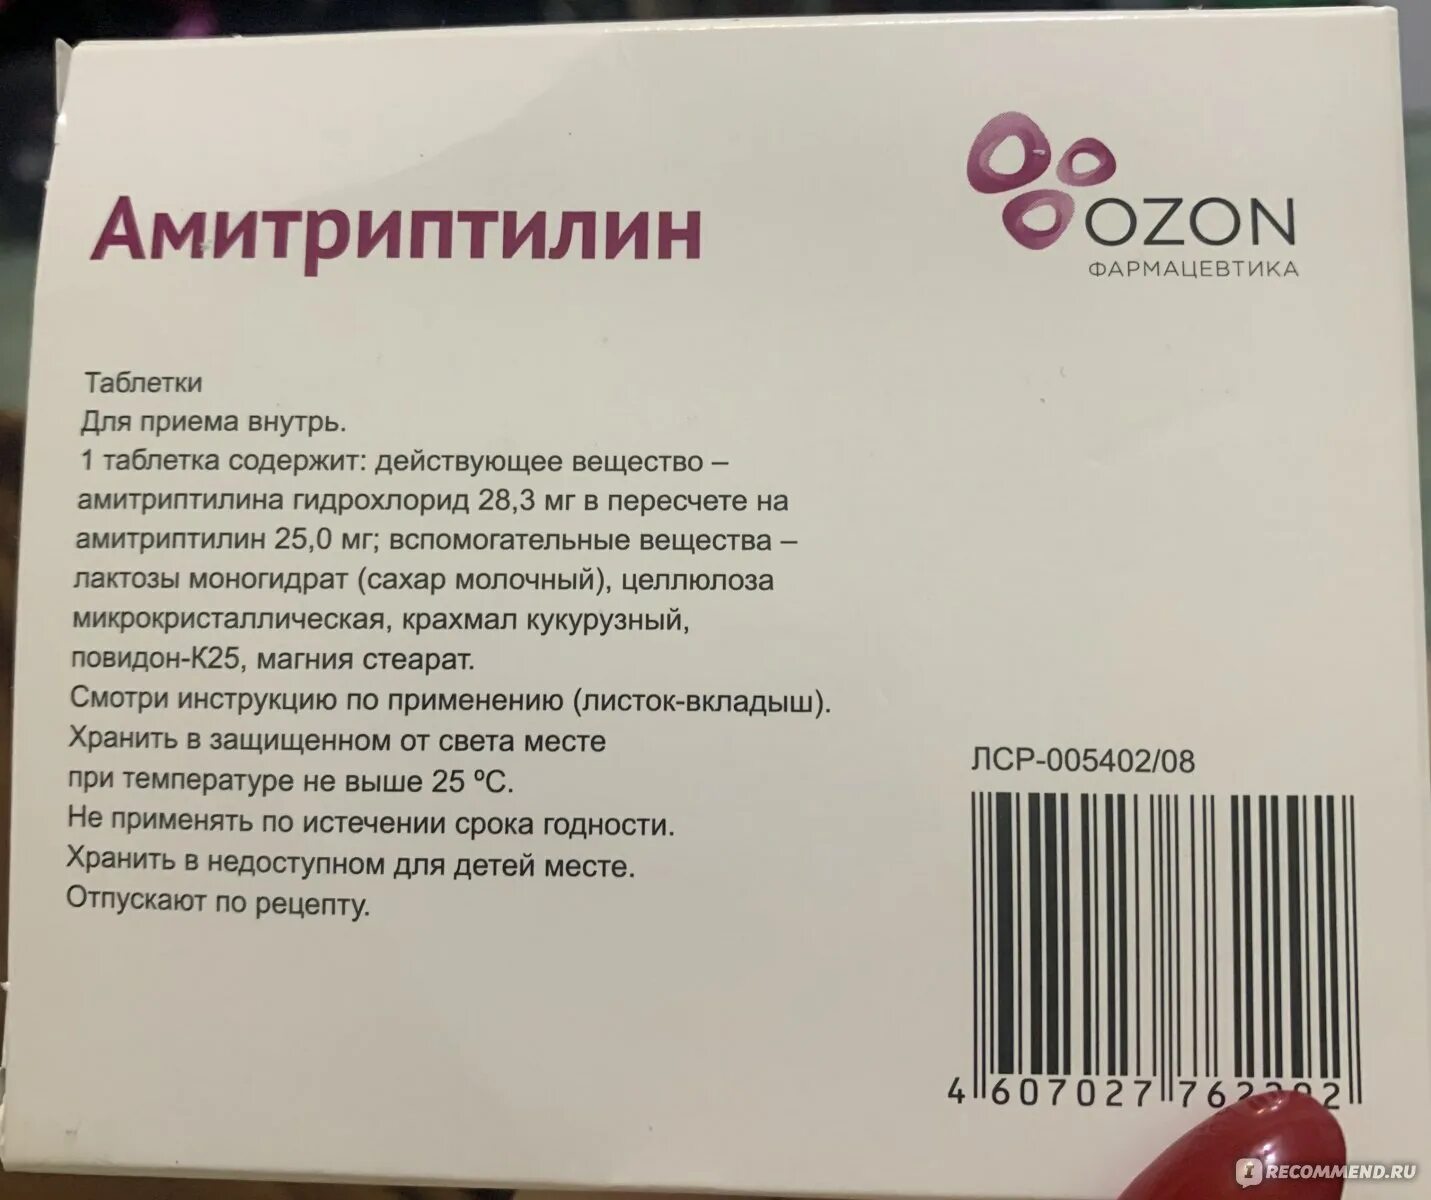 Амитриптилин
OZON
ФАРМАЦЕВТИКА
Таблетки
Для приема внутрь.
1 таблетка содержит: действующее вещество –
амитриптилина гидрохлорид 28,3 мг в пересчете на
амитриптилин 25,0 мг; вспомогательные вещества –
лактозы моногидрат (сахар молочный), целлюлоза
микрокристаллическая, крахмал кукурузный,
повидон-К25, магния стеарат.
Смотри инструкцию по применению (листок-вкладыш).
Хранить в защищенном от света месте
при температуре не выше 25 ºС.
Не применять по истечении срока годности.
Хранить в недоступном для детей месте.
Отпускают по рецепту.
ЛСР-005402/08
4 607027
RECOMMEND.RU